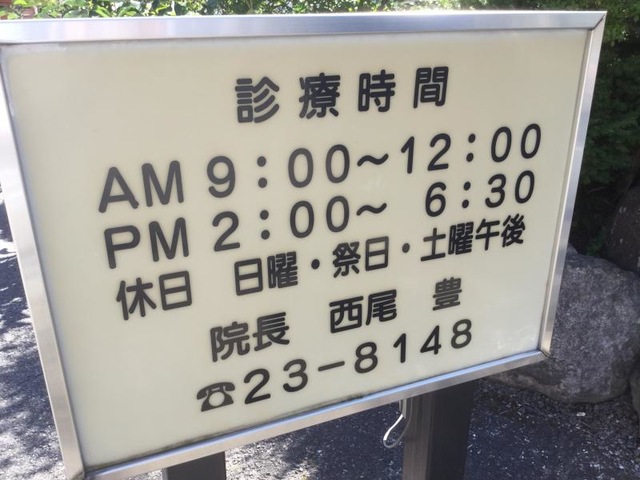 診療時間
AM 9：00～12：00
PM 2：00～ 6：30
休日 日曜・祭日・土曜午後
院長 西尾 豊
☎23−8148